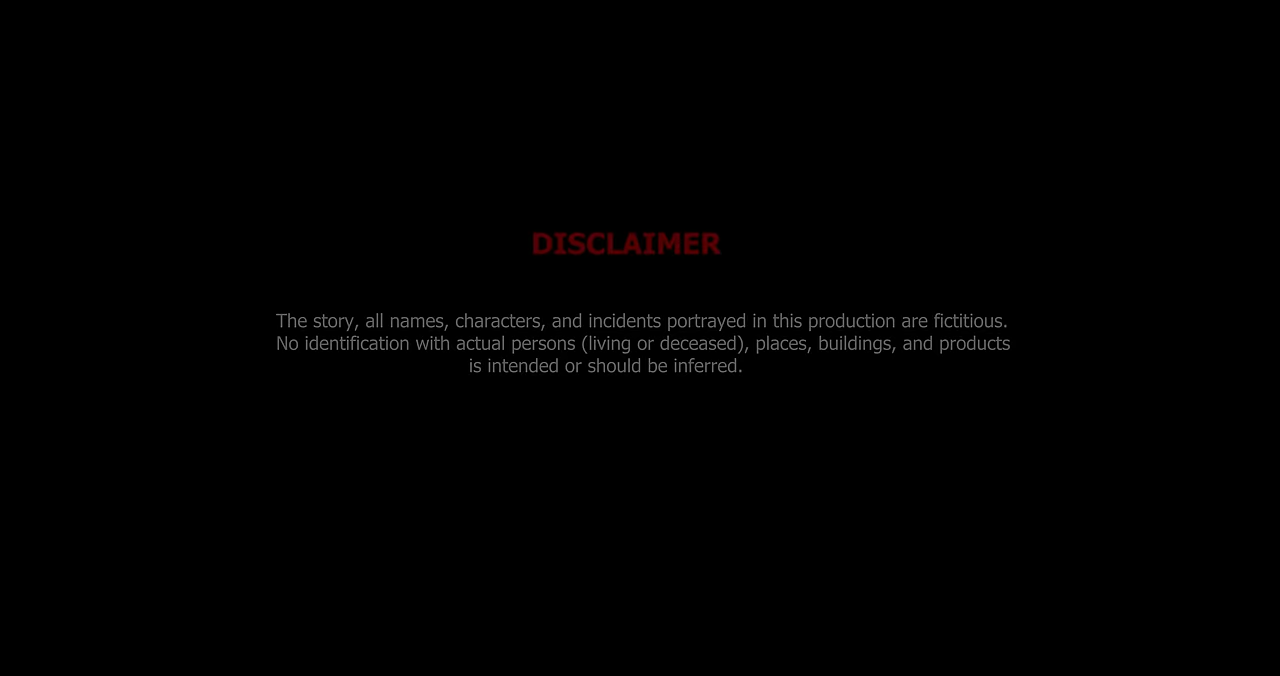 DISCLAIMER
The story, all names, characters, and incidents portrayed in this production are fictitious.
No identification with actual persons (living or deceased), places, buildings, and products
is intended or should be inferred.